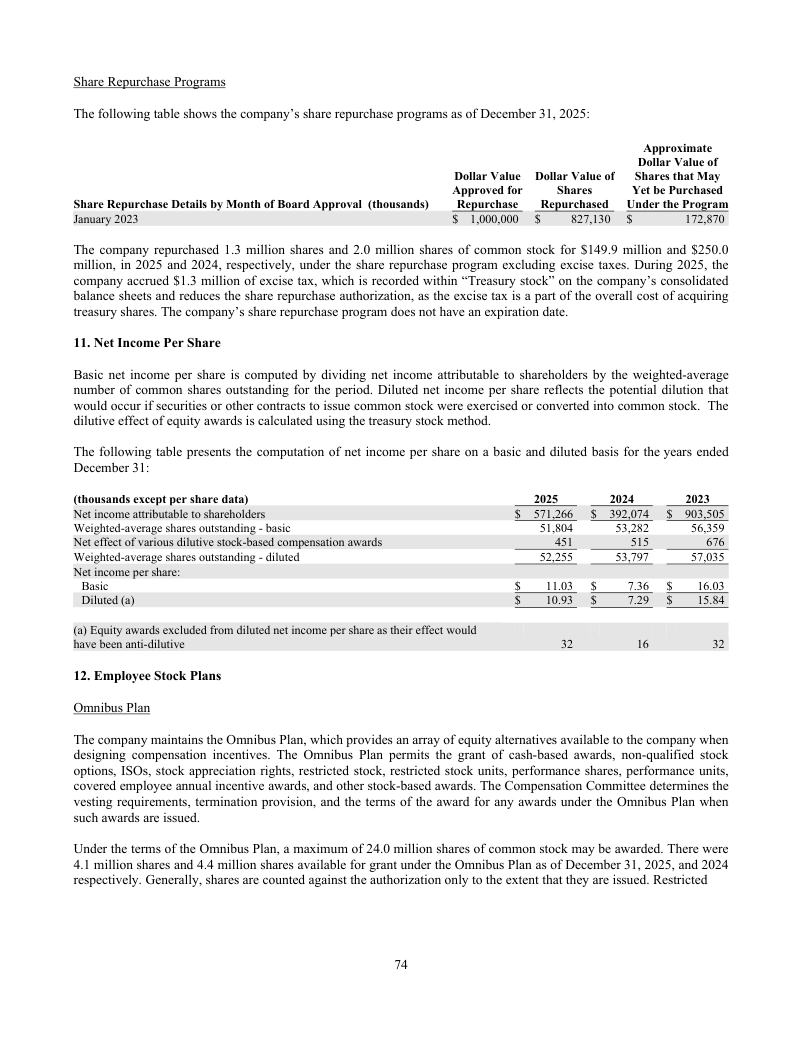 Share Repurchase Programs
The following table shows the company’s share repurchase programs as of December 31, 2025:
Share Repurchase Details by Month of Board Approval (thousands) Dollar Value Approved for Repurchase Dollar Value of Shares Repurchased Approximate Dollar Value of Shares that May Yet be Purchased Under the Program
January 2023 $ 1,000,000 $ 827,130 $ 172,870
The company repurchased 1.3 million shares and 2.0 million shares of common stock for $149.9 million and $250.0
million, in 2025 and 2024, respectively, under the share repurchase program excluding excise taxes. During 2025, the
company accrued $1.3 million of excise tax, which is recorded within “Treasury stock” on the company’s consolidated
balance sheets and reduces the share repurchase authorization, as the excise tax is a part of the overall cost of acquiring
treasury shares. The company’s share repurchase program does not have an expiration date.
11. Net Income Per Share
Basic net income per share is computed by dividing net income attributable to shareholders by the weighted-average
number of common shares outstanding for the period. Diluted net income per share reflects the potential dilution that
would occur if securities or other contracts to issue common stock were exercised or converted into common stock. The
dilutive effect of equity awards is calculated using the treasury stock method.
The following table presents the computation of net income per share on a basic and diluted basis for the years ended
December 31:
(thousands except per share data) 2025 2024 2023
Net income attributable to shareholders $ 571,266 $ 392,074 $ 903,505
Weighted-average shares outstanding - basic 51,804 53,282 56,359
Net effect of various dilutive stock-based compensation awards 451 515 676
Weighted-average shares outstanding - diluted 52,255 53,797 57,035
Net income per share:
Basic $ 11.03 $ 7.36 $ 16.03
Diluted (a) $ 10.93 $ 7.29 $ 15.84
(a) Equity awards excluded from diluted net income per share as their effect would
have been anti-dilutive 32 16 32
12. Employee Stock Plans
Omnibus Plan
The company maintains the Omnibus Plan, which provides an array of equity alternatives available to the company when
designing compensation incentives. The Omnibus Plan permits the grant of cash-based awards, non-qualified stock
options, ISOs, stock appreciation rights, restricted stock, restricted stock units, performance shares, performance units,
covered employee annual incentive awards, and other stock-based awards. The Compensation Committee determines the
vesting requirements, termination provision, and the terms of the award for any awards under the Omnibus Plan when
such awards are issued.
Under the terms of the Omnibus Plan, a maximum of 24.0 million shares of common stock may be awarded. There were
4.1 million shares and 4.4 million shares available for grant under the Omnibus Plan as of December 31, 2025, and 2024
respectively. Generally, shares are counted against the authorization only to the extent that they are issued. Restricted
74